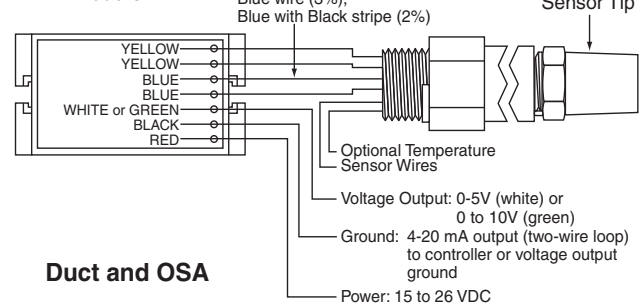 Blue wire (3%),
Blue with Black stripe (2%)
Sensor Tip
YELLOW
YELLOW
BLUE
BLUE
WHITE or GREEN
BLACK
RED
Optional Temperature
Sensor Wires
Voltage Output: 0-5V (white) or
0 to 10V (green)
Ground: 4-20 mA output (two-wire loop)
to controller or voltage output
ground
Duct and OSA
Power: 15 to 26 VDC